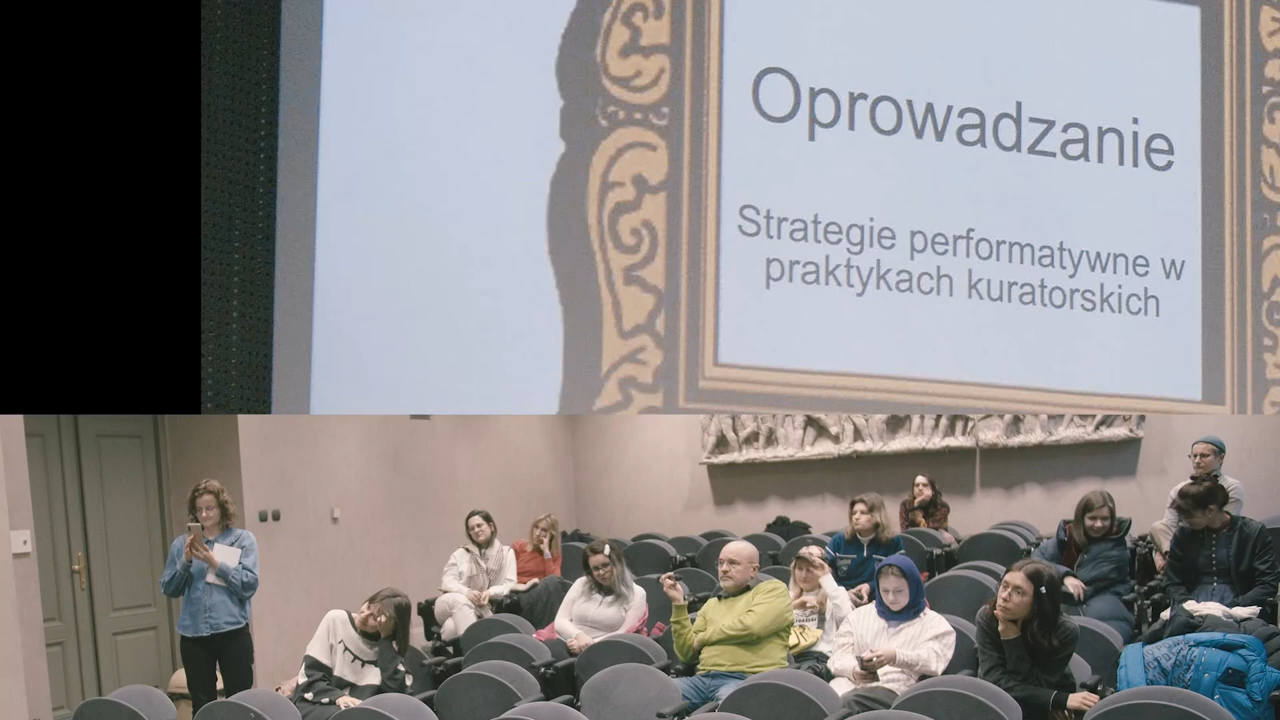 Oprowadzanie
Strategie performatywne w
praktykach kuratorskich